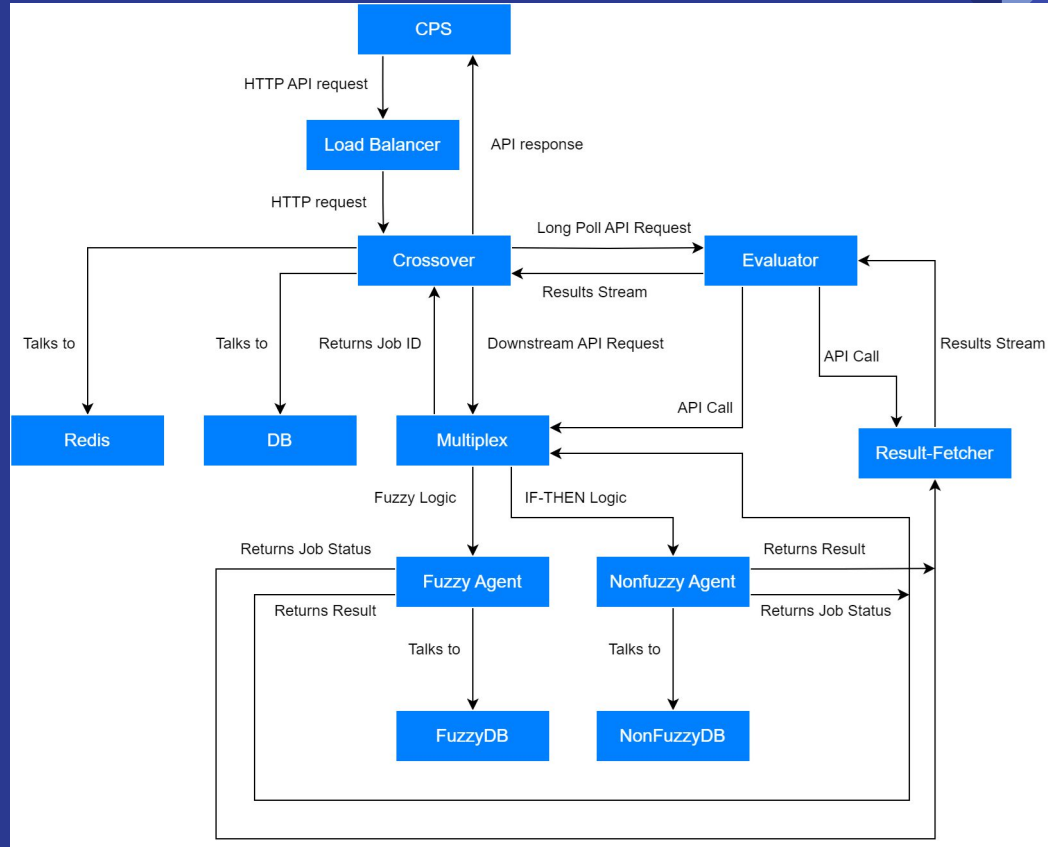 CPS
HTTP API request
Load Balancer
API response
HTTP request
Long Poll API Request
Crossover
Evaluator
Results Stream
Talks to
Talks to
Returns Job ID
Downstream API Request
Results Stream
API Call
API Call
Redis
DB
Multiplex
Result-Fetcher
Fuzzy Logic
IF-THEN Logic
Returns Job Status
Returns Result
Fuzzy Agent
Nonfuzzy Agent
Returns Result
Returns Job Status
Talks to
Talks to
FuzzyDB
NonFuzzyDB